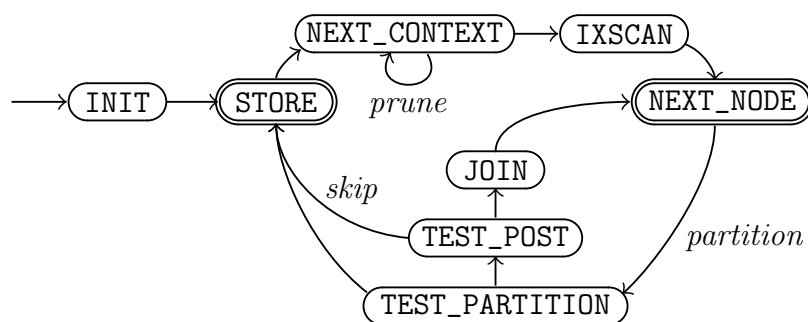 NEXT_CONTEXT
IXSCAN
INIT
STORE
prune
NEXT_NODE
JOIN
skip
TEST_POST
partition
TEST_PARTITION